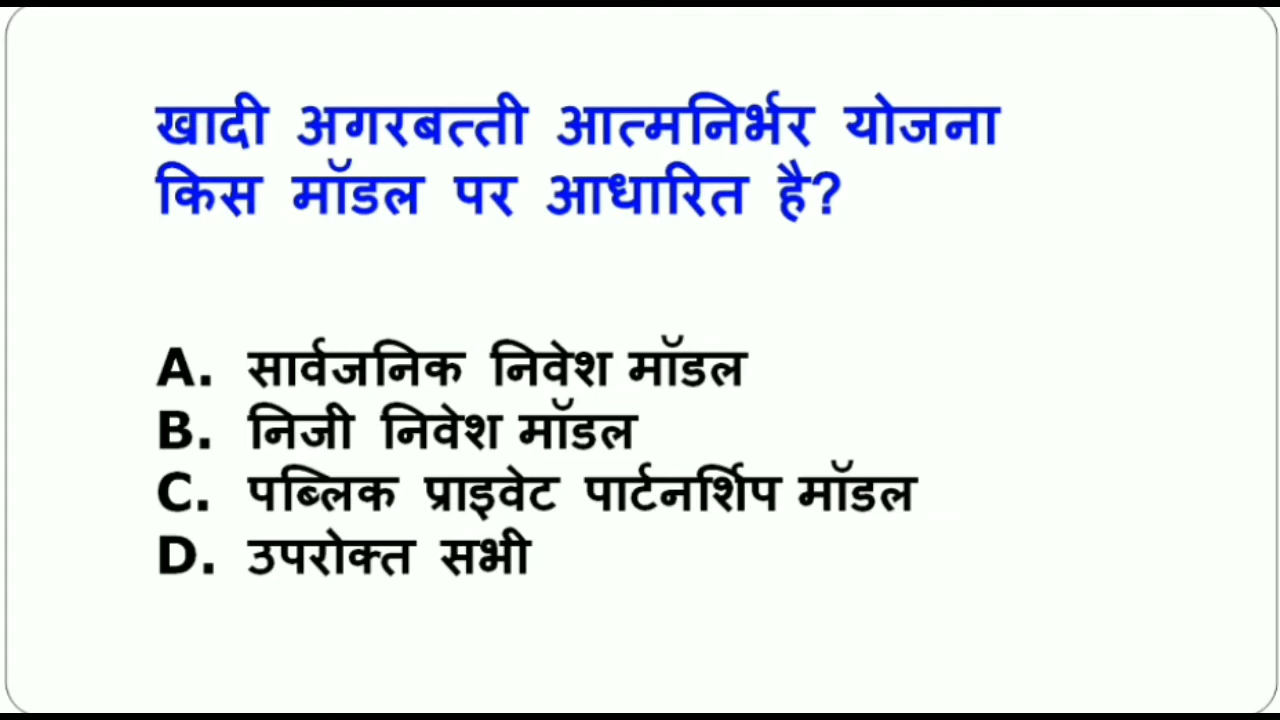 खादी अगरबत्ती आत्मनिर्भर योजना
किस मॉडल पर आधारित है?
A. सार्वजनिक निवेश मॉडल
B. निजी निवेश मॉडल
C. पब्लिक प्राइवेट पार्टनर्शिप मॉडल
D. उपरोक्त सभी